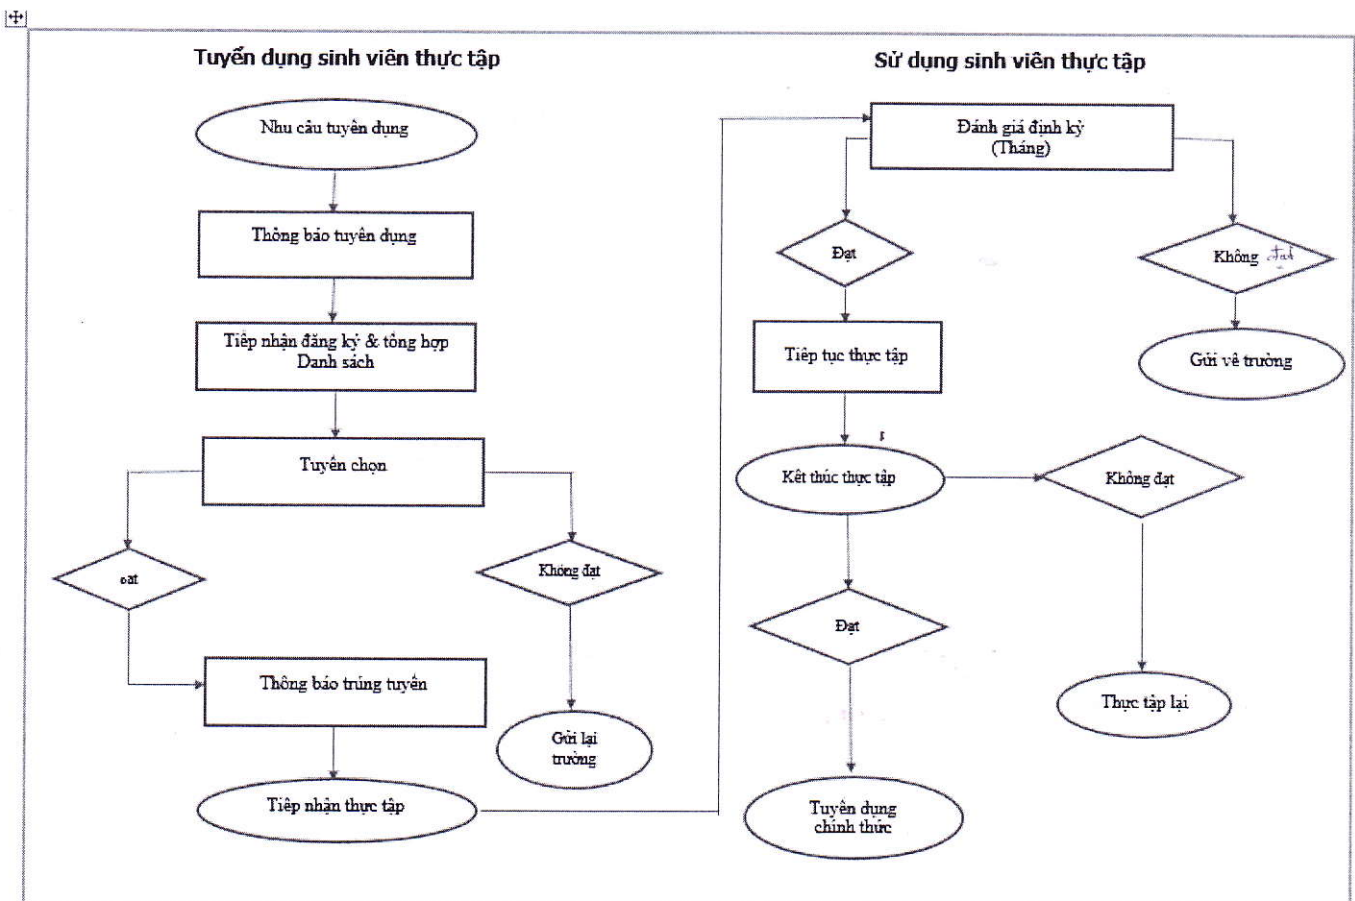 Tuyển dụng sinh viên thực tập
Nhu cầu tuyển dụng
Thông báo tuyển dụng
Tiếp nhận đăng ký & tổng hợp
Danh sách
Tuyển chọn
Không đạt
Thông báo trúng tuyển
Gửi lại
trường
Tiếp nhận thực tập
Sử dụng sinh viên thực tập
Đánh giá định kỳ
(Tháng)
Đạt
Không đạt
Tiếp tục thực tập
Gửi về trường
Kết thúc thực tập
Không đạt
Đạt
Thực tập lại
Tuyển dụng
chính thức